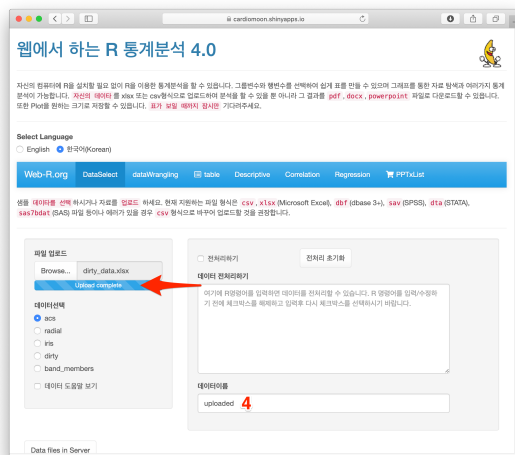 cardiomoon.shinyapps.io
웹에서 하는 R 통계분석 4.0
자신의 컴퓨터에 R을 설치할 필요 없이 R을 이용한 통계분석을 할 수 있읍니다. 그룹변수와 행변수를 선택하여 쉽게 표를 만들 수 있으며 그래프를 통한 자료 탐색과 여러가지 통계
분석이 가능합니다. 자신의 데이타 를 xlsx 또는 csv형식으로 업로드하여 분석을 할 수 있을 뿐 아니라 그 결과를 pdf, docx, powerpoint 파일로 다운로드할 수 있읍니다.
또한 Plot을 원하는 크기로 저장할 수 있읍니다. 표가 보일 때까지 잠시만 기다려주세요.
Select Language
English 한국어(Korean)
Web-R.org DataSelect dataWrangling table Descriptive Correlation Regression PPTxList
샘플 데이타를 선택 하시거나 자료를 업로드 하세요. 현재 지원하는 파일 형식은 csv, xlsx (Microsoft Excel), dbf (dbase 3+), sav (SPSS), dta (STATA),
sas7bdat (SAS) 파일 등이나 에러가 있을 경우 csv 형식으로 바꾸어 업로드할 것을 권장합니다.
파일 업로드
Browse... dirty_data.xlsx
Upload complete
데이터선택
acs
radial
iris
dirty
band_members
데이터 도움말 보기
전처리하기 전처리 초기화
데이터 전처리하기
여기에 R명령어를 입력하면 데이터를 전처리할 수 있습니다. R 명령어를 입력/수정하
기 전에 체크박스를 해제하고 입력후 다시 체크박스를 선택하시기 바랍니다.
데이터이름
uploaded 4
Data files in Server